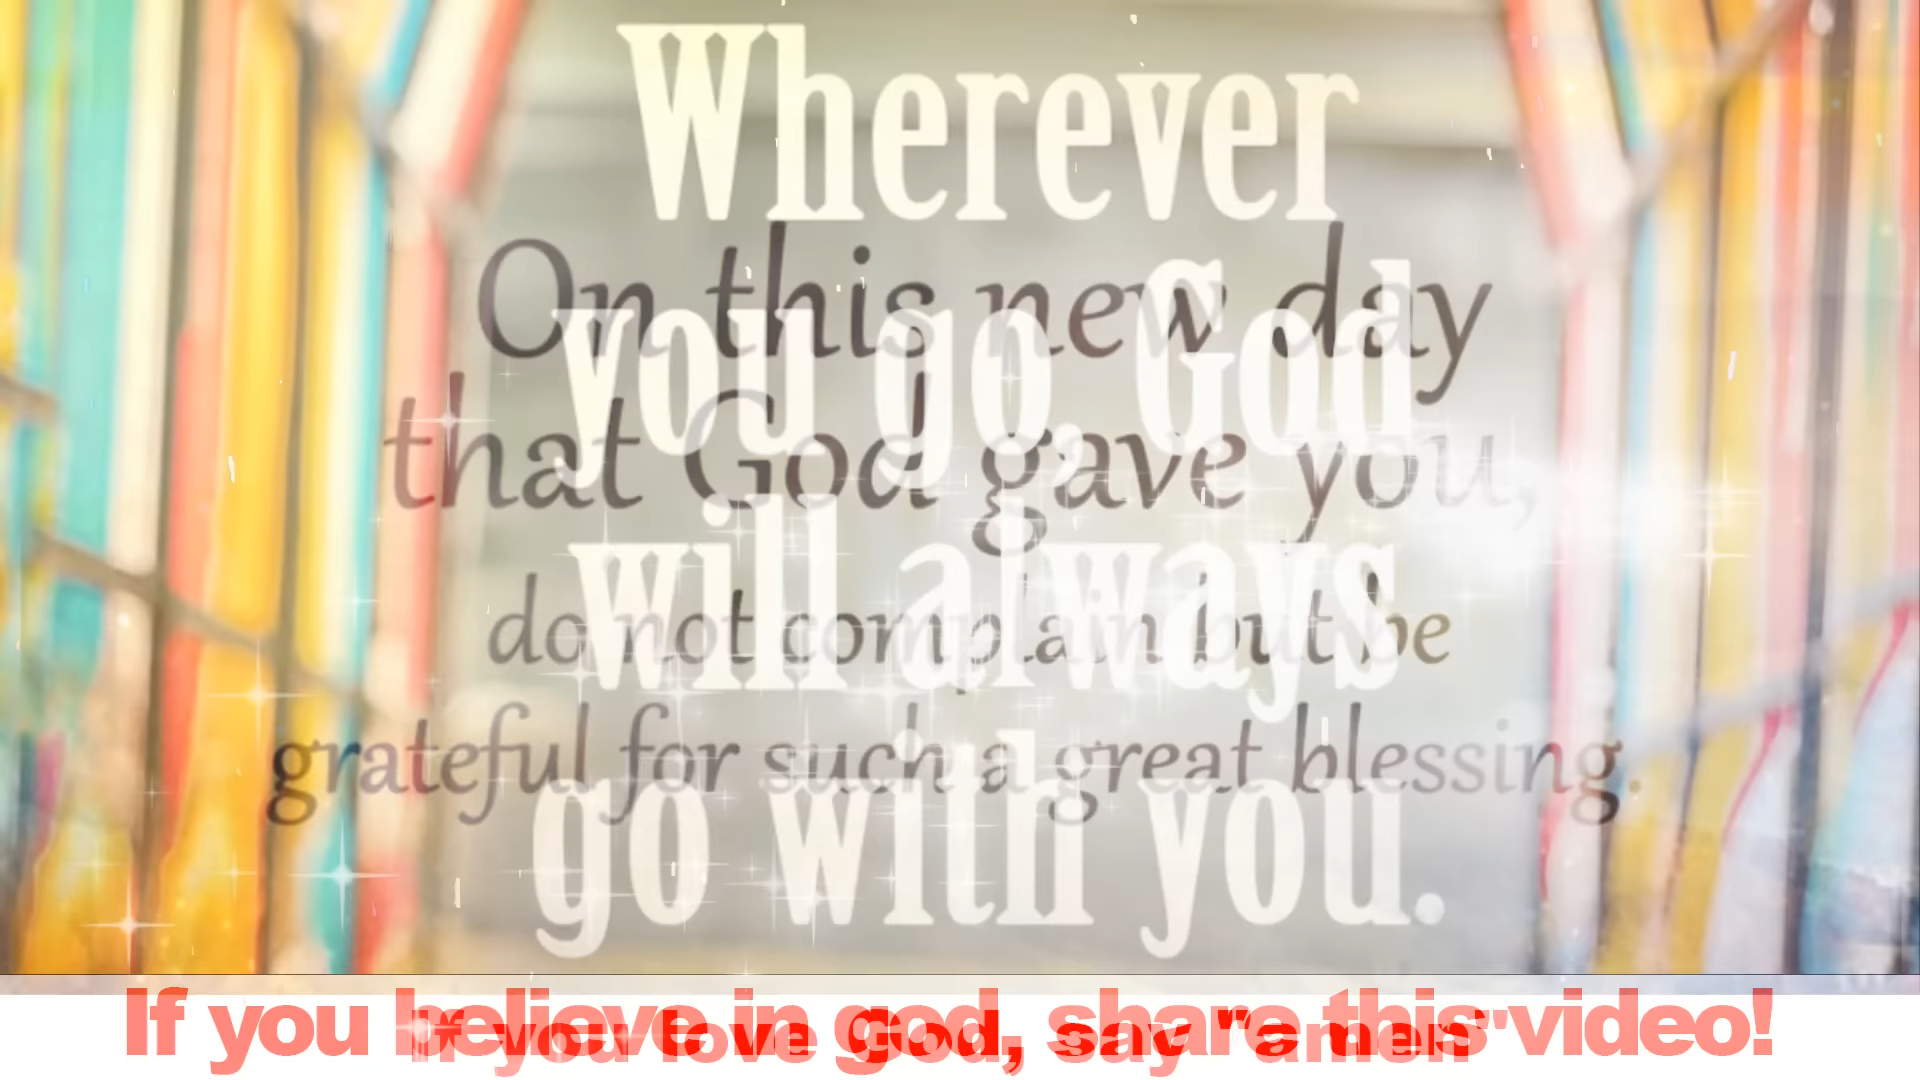 Wherever
you go, God
will always
go with you.
On this new day
that God gave you,
do not complain but be
grateful for such a great blessing.
If you believe in god, share this video!
If you love God, say "amen"